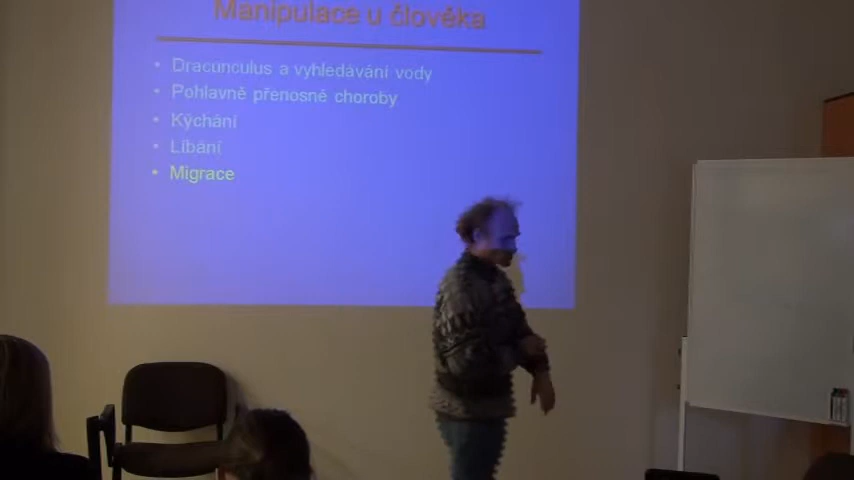 Manipulace u člověka
• Dracunculus a vyhledávání vody
• Pohlavně přenosné choroby
• Kýchání
• Líbání
• Migrace